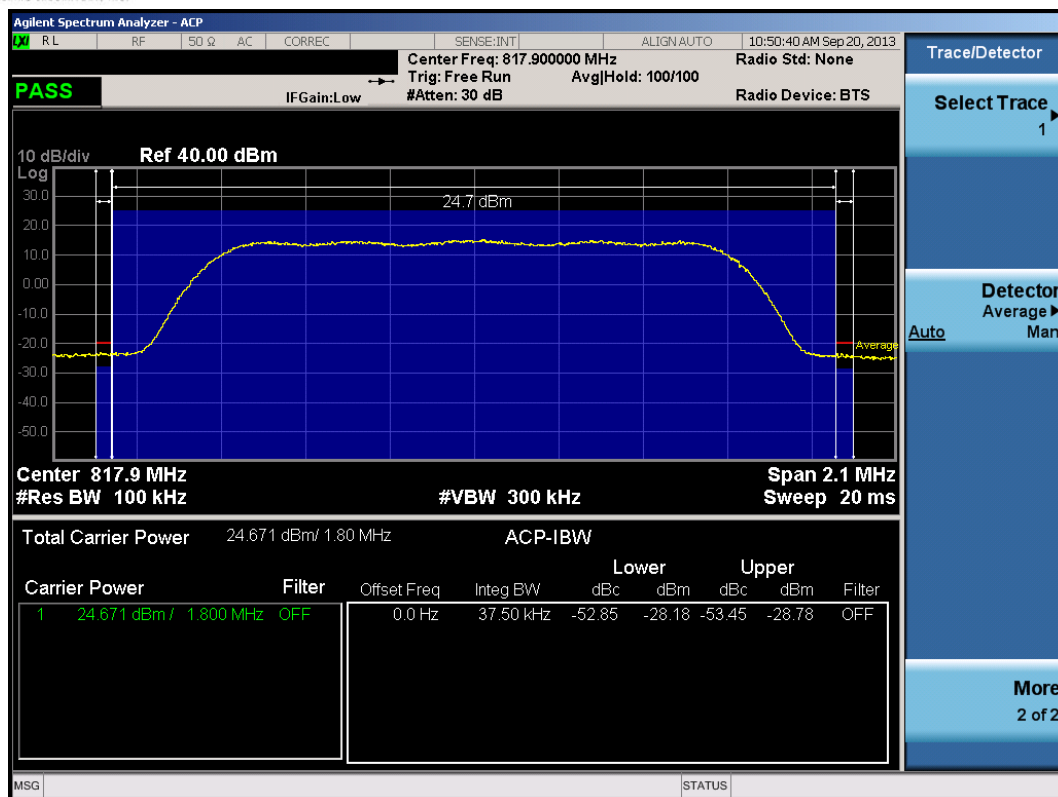 Agilent Spectrum Analyzer - ACP
LXI RL RF 50 Ω AC CORREC SENSE:INT ALIGN AUTO 10:50:40 AM Sep 20, 2013
Center Freq: 817.900000 MHz Radio Std: None
Trig: Free Run Avg|Hold: 100/100
PASS IFGain:Low #Atten: 30 dB Radio Device: BTS
Trace/Detector
Select Trace
1
Detector
Average
Auto Man
More
2 of 2
10 dB/div Ref 40.00 dBm
Log
24.7 dBm
30.0
20.0
10.0
0.00
-10.0
-20.0
-30.0
-40.0
-50.0
Average
Center 817.9 MHz Span 2.1 MHz
#Res BW 100 kHz #VBW 300 kHz Sweep 20 ms
Total Carrier Power 24.671 dBm/ 1.80 MHz ACP-IBW
Lower Upper
Carrier Power Filter Offset Freq Integ BW dBc dBm dBc dBm Filter
1 24.671 dBm / 1.800 MHz OFF 0.0 Hz 37.50 kHz -52.85 -28.18 -53.45 -28.78 OFF
MSG STATUS